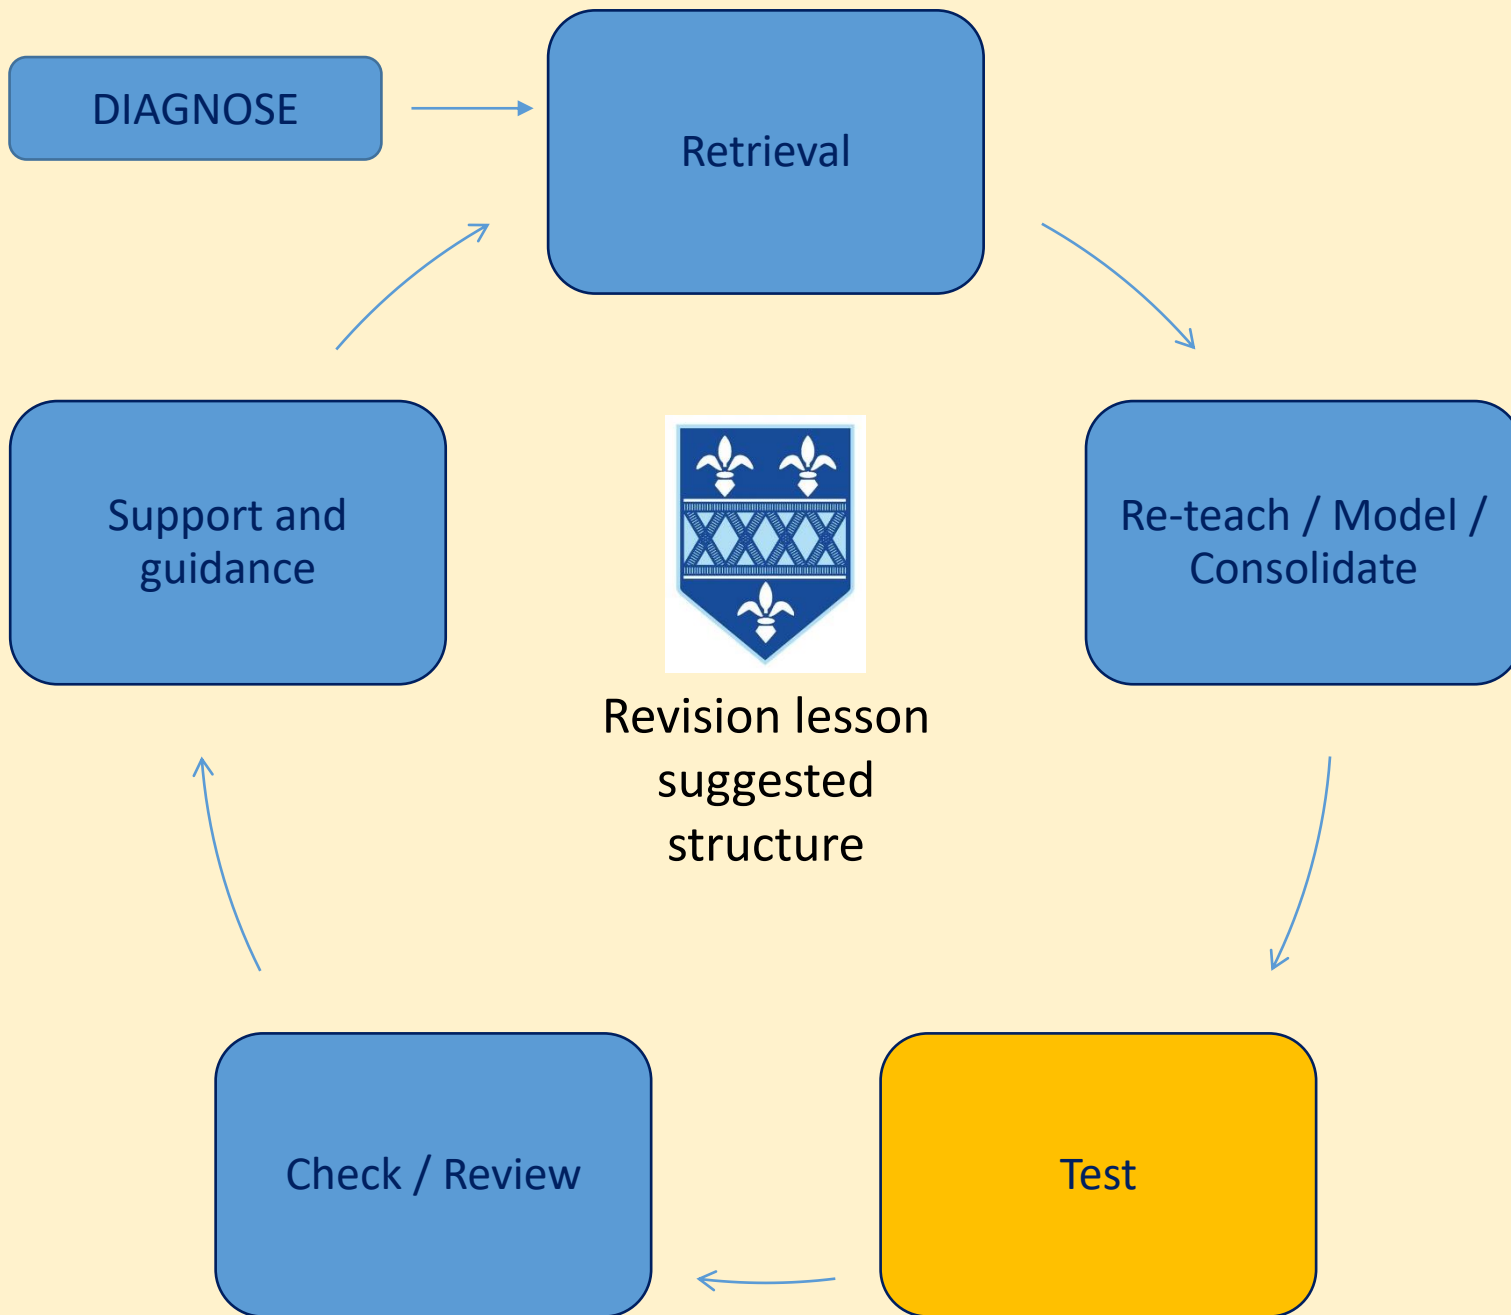 DIAGNOSE
Retrieval
Re-teach / Model /
Consolidate
Test
Check / Review
Support and
guidance
Revision lesson
suggested
structure